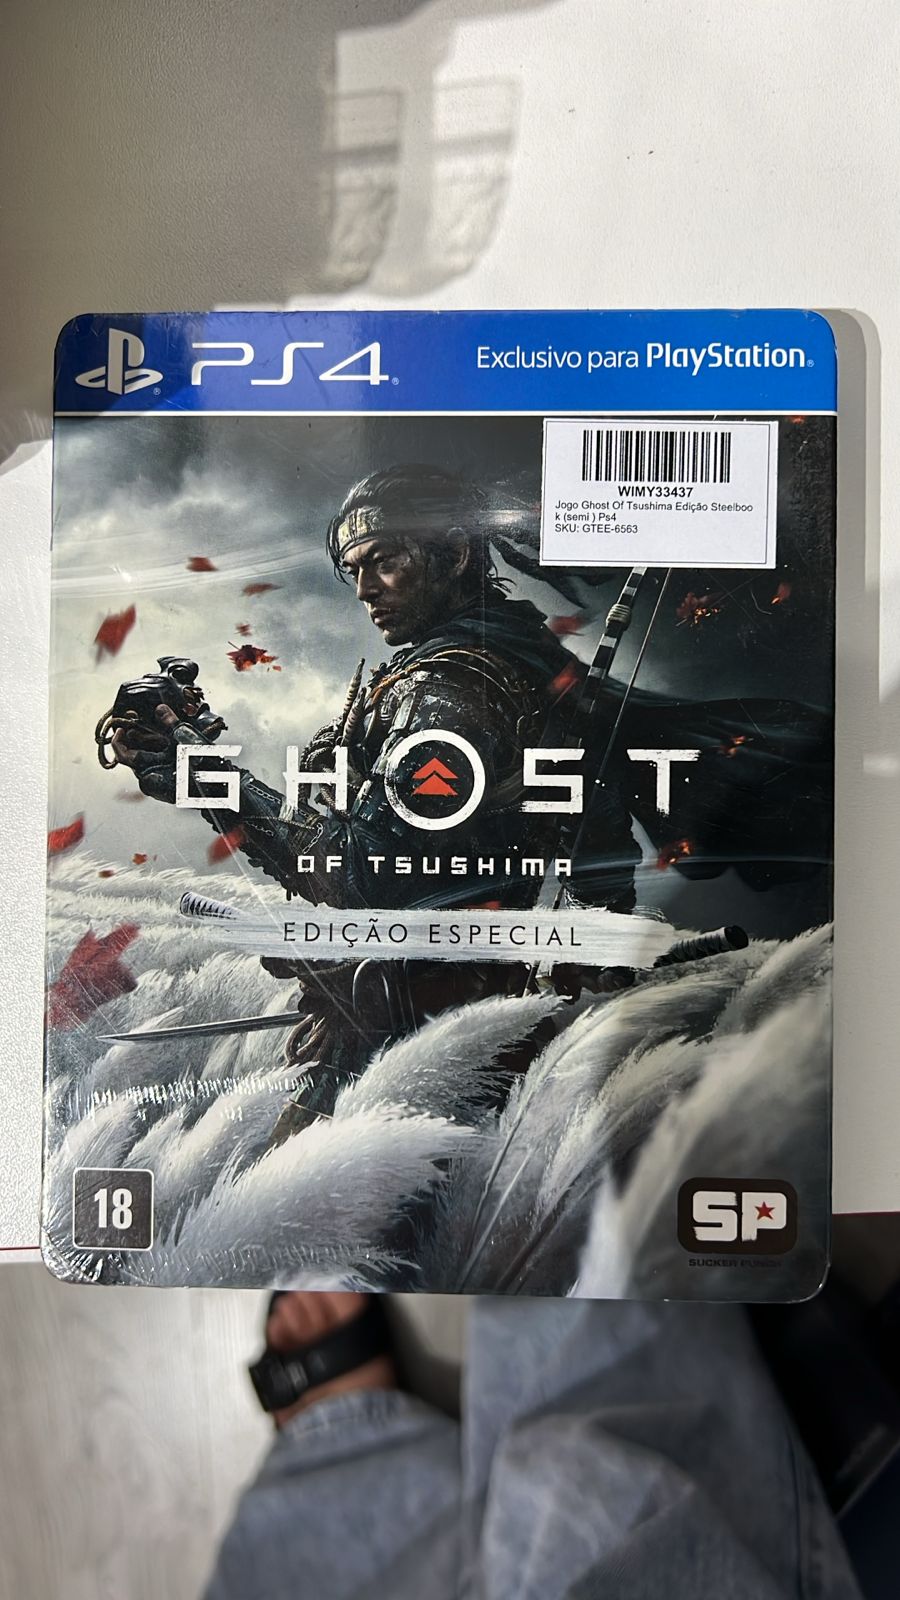 PS4
Exclusivo para PlayStation
WIMY33437
Jogo Ghost Of Tsushima Edição Steelboo
k (semi ) Ps4
SKU: GTEE-6563
GHOST
OF TSUSHIMA
EDIÇÃO ESPECIAL
18
SP
SUCKER PUNCH